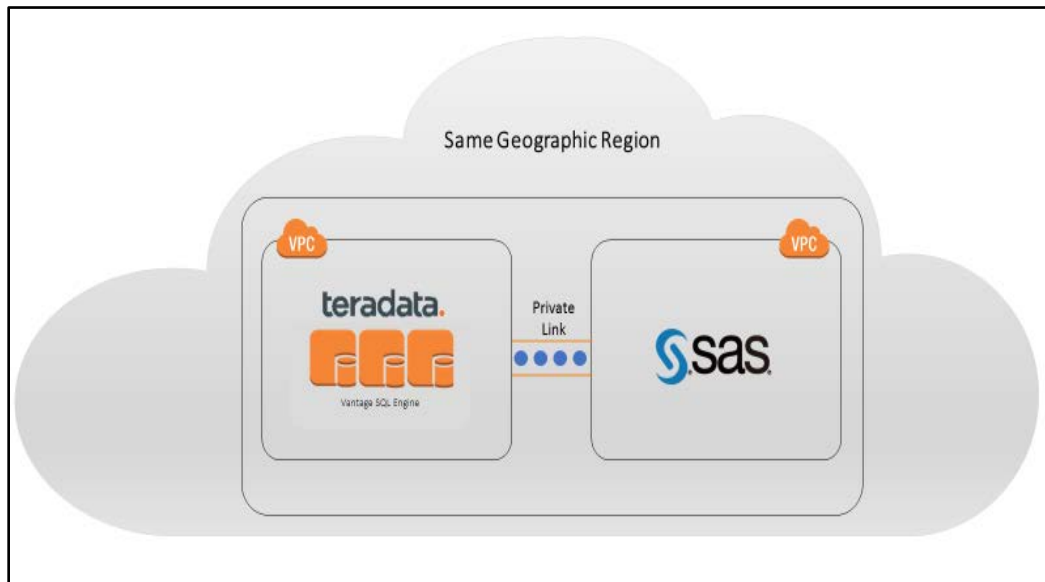 Same Geographic Region
VPC
VPC
teradata.
Private
Link
Vantage SQL Engine
sas